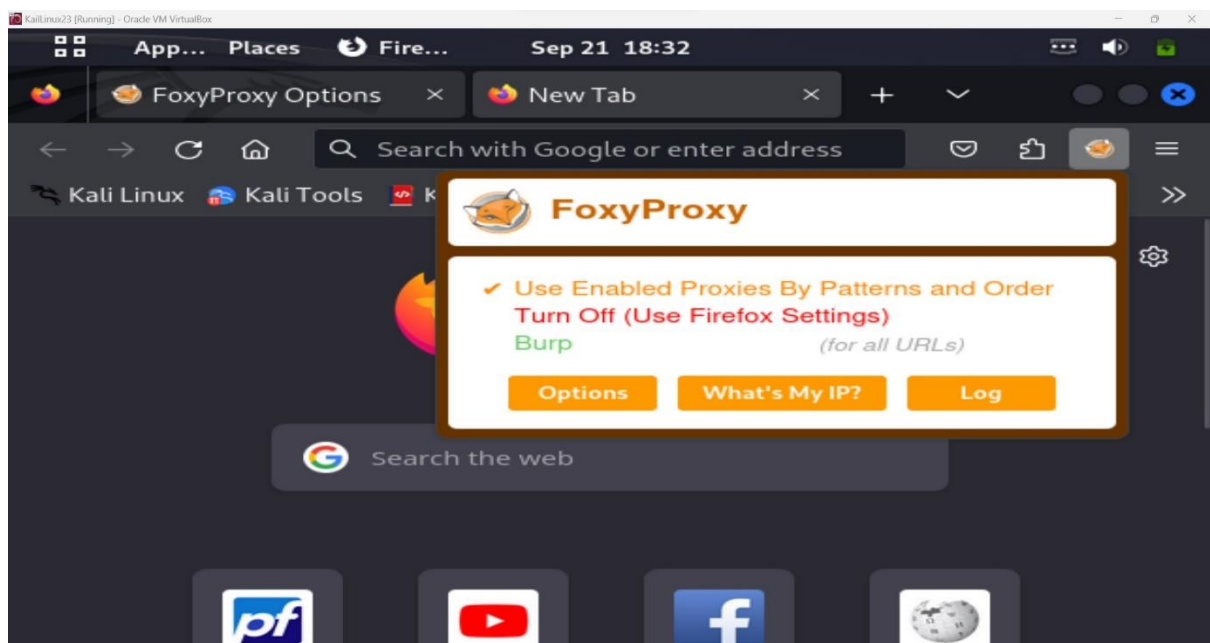 KailLinux23 [Running] - Oracle VM VirtualBox
App... Places Fire... Sep 21 18:32
FoxyProxy Options New Tab
Search with Google or enter address
Kali Linux Kali Tools K
FoxyProxy
Use Enabled Proxies By Patterns and Order
Turn Off (Use Firefox Settings)
Burp (for all URLs)
Options What's My IP? Log
G Search the web
pf f